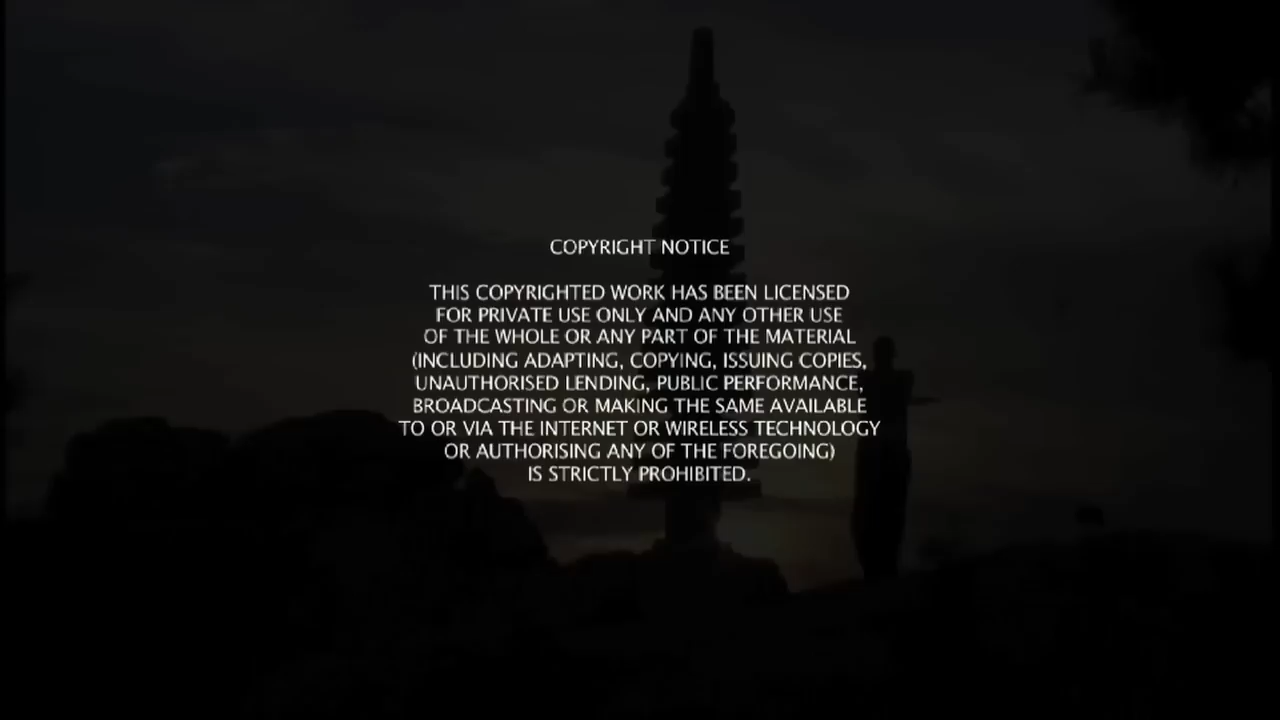 COPYRIGHT NOTICE
THIS COPYRIGHTED WORK HAS BEEN LICENSED
FOR PRIVATE USE ONLY AND ANY OTHER USE
OF THE WHOLE OR ANY PART OF THE MATERIAL
(INCLUDING ADAPTING, COPYING, ISSUING COPIES,
UNAUTHORISED LENDING, PUBLIC PERFORMANCE,
BROADCASTING OR MAKING THE SAME AVAILABLE
TO OR VIA THE INTERNET OR WIRELESS TECHNOLOGY
OR AUTHORISING ANY OF THE FOREGOING)
IS STRICTLY PROHIBITED.